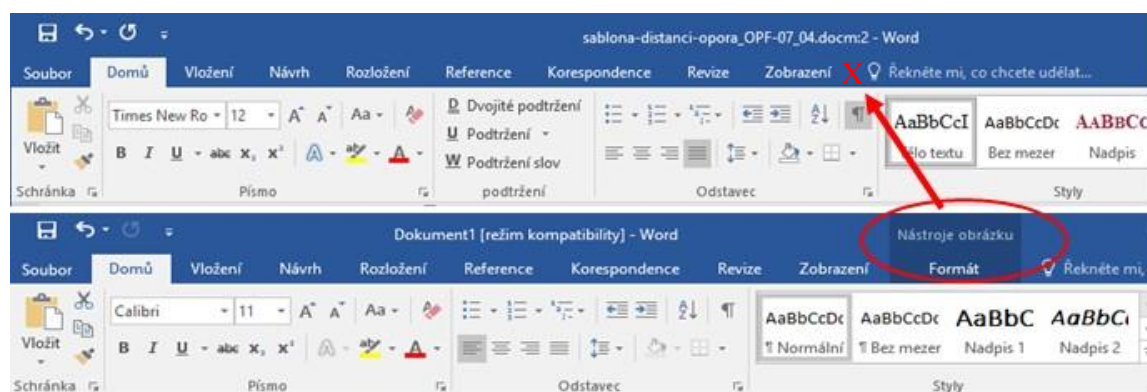 sablona-distanci-opora_OPF-07_04.docm:2 - Word
Soubor Domů Vložení Návrh Rozložení Reference Korespondence Revize Zobrazení X Řekněte mi, co chcete udělat...
Times New Ro 12 A A Aa D Dvojité podtržení AaBbCcI AaBbCcDc AABBCC
Vložit B I U abc X₂ X² A A U Podtržení ělo textu Bez mezer Nadpis
W Podtržení slov
Schránka Písmo podtržení Odstavec Styly
Dokument1 [režim kompatibility] - Word Nástroje obrázku
Soubor Domů Vložení Návrh Rozložení Reference Korespondence Revize Zobrazení Formát Řekněte mi,
Calibri 11 A A Aa AaBbCcDc AaBbCcDc AaBbC AaBbCc
Vložit B I U abc X₂ X² A A ¶ Normální ¶ Bez mezer Nadpis 1 Nadpis 2
Schránka Písmo Odstavec Styly